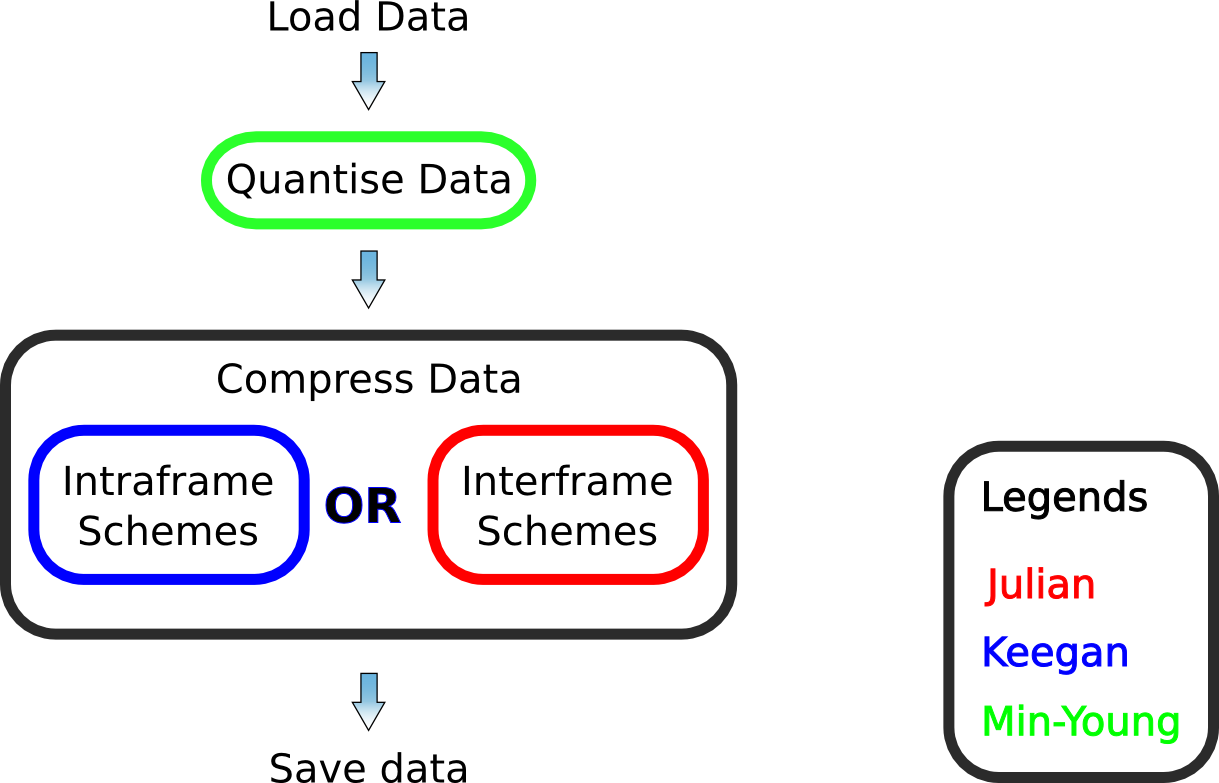 Load Data
Quantise Data
Compress Data
Intraframe
Schemes
OR
Interframe
Schemes
Save data
Legends
Julian
Keegan
Min-Young